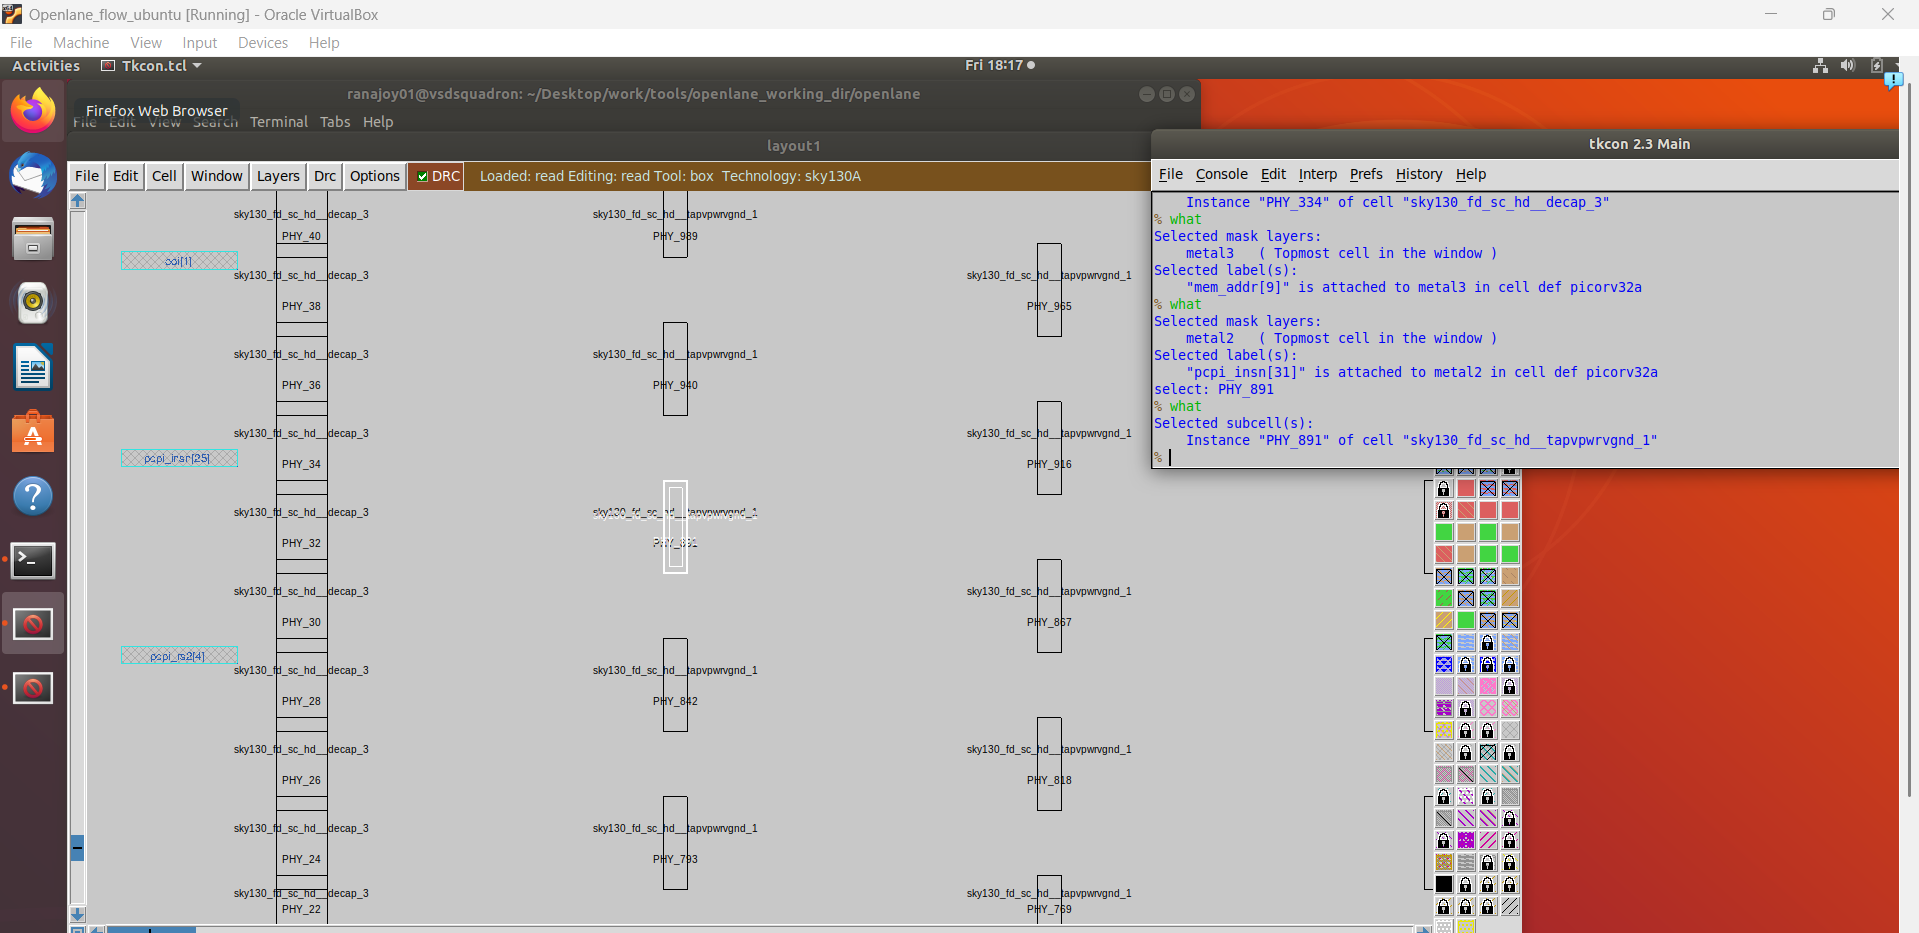 Openlane_flow_ubuntu [Running] - Oracle VirtualBox
File Machine View Input Devices Help
Activities Tkcon.tcl Fri 18:17
ranajoy01@vsdsquadron: ~/Desktop/work/tools/openlane_working_dir/openlane
Firefox Web Browser
File Edit View Search Terminal Tabs Help
layout1
File Edit Cell Window Layers Drc Options DRC Loaded: read Editing: read Tool: box Technology: sky130A
sky130_fd_sc_hd__decap_3 sky130_fd_sc_hd__tapvpwrvgnd_1
PHY_40 PHY_989
poi[1]
sky130_fd_sc_hd__decap_3 sky130_fd_sc_hd__tapvpwrvgnd_1
PHY_38 PHY_965
sky130_fd_sc_hd__decap_3 sky130_fd_sc_hd__tapvpwrvgnd_1
PHY_36 PHY_940
sky130_fd_sc_hd__decap_3 sky130_fd_sc_hd__tapvpwrvgnd_1
pcpi_insn[25]
PHY_34 PHY_916
sky130_fd_sc_hd__decap_3 sky130_fd_sc_hd__tapvpwrvgnd_1
PHY_32 PHY_891
sky130_fd_sc_hd__decap_3 sky130_fd_sc_hd__tapvpwrvgnd_1
PHY_30 PHY_867
pcpi_rs2[4]
sky130_fd_sc_hd__decap_3 sky130_fd_sc_hd__tapvpwrvgnd_1
PHY_28 PHY_842
sky130_fd_sc_hd__decap_3 sky130_fd_sc_hd__tapvpwrvgnd_1
PHY_26 PHY_818
sky130_fd_sc_hd__decap_3 sky130_fd_sc_hd__tapvpwrvgnd_1
PHY_24 PHY_793
sky130_fd_sc_hd__decap_3 sky130_fd_sc_hd__tapvpwrvgnd_1
PHY_22 PHY_769
tkcon 2.3 Main
File Console Edit Interp Prefs History Help
Instance "PHY_334" of cell "sky130_fd_sc_hd__decap_3"
% what
Selected mask layers:
metal3 ( Topmost cell in the window )
Selected label(s):
"mem_addr[9]" is attached to metal3 in cell def picorv32a
% what
Selected mask layers:
metal2 ( Topmost cell in the window )
Selected label(s):
"pcpi_insn[31]" is attached to metal2 in cell def picorv32a
select: PHY_891
% what
Selected subcell(s):
Instance "PHY_891" of cell "sky130_fd_sc_hd__tapvpwrvgnd_1"
%